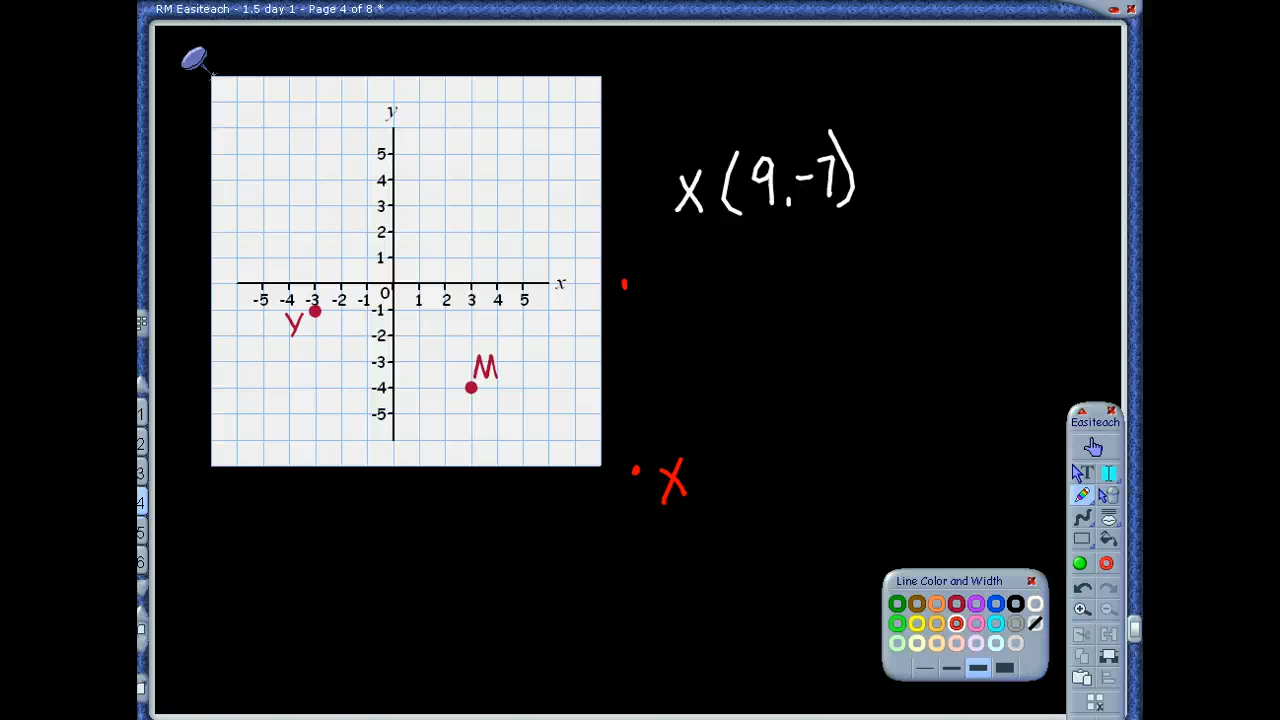 RM Easiteach - 1.5 day 1 - Page 4 of 8 *
y
5
4
3
2
1
-5 -4 -3 -2 -1 0 1 2 3 4 5 x
-1
-2
-3
-4
-5
Y
M
X (9,-7)
X
1
2
3
4
5
6
Easiteach
T
Line Color and Width